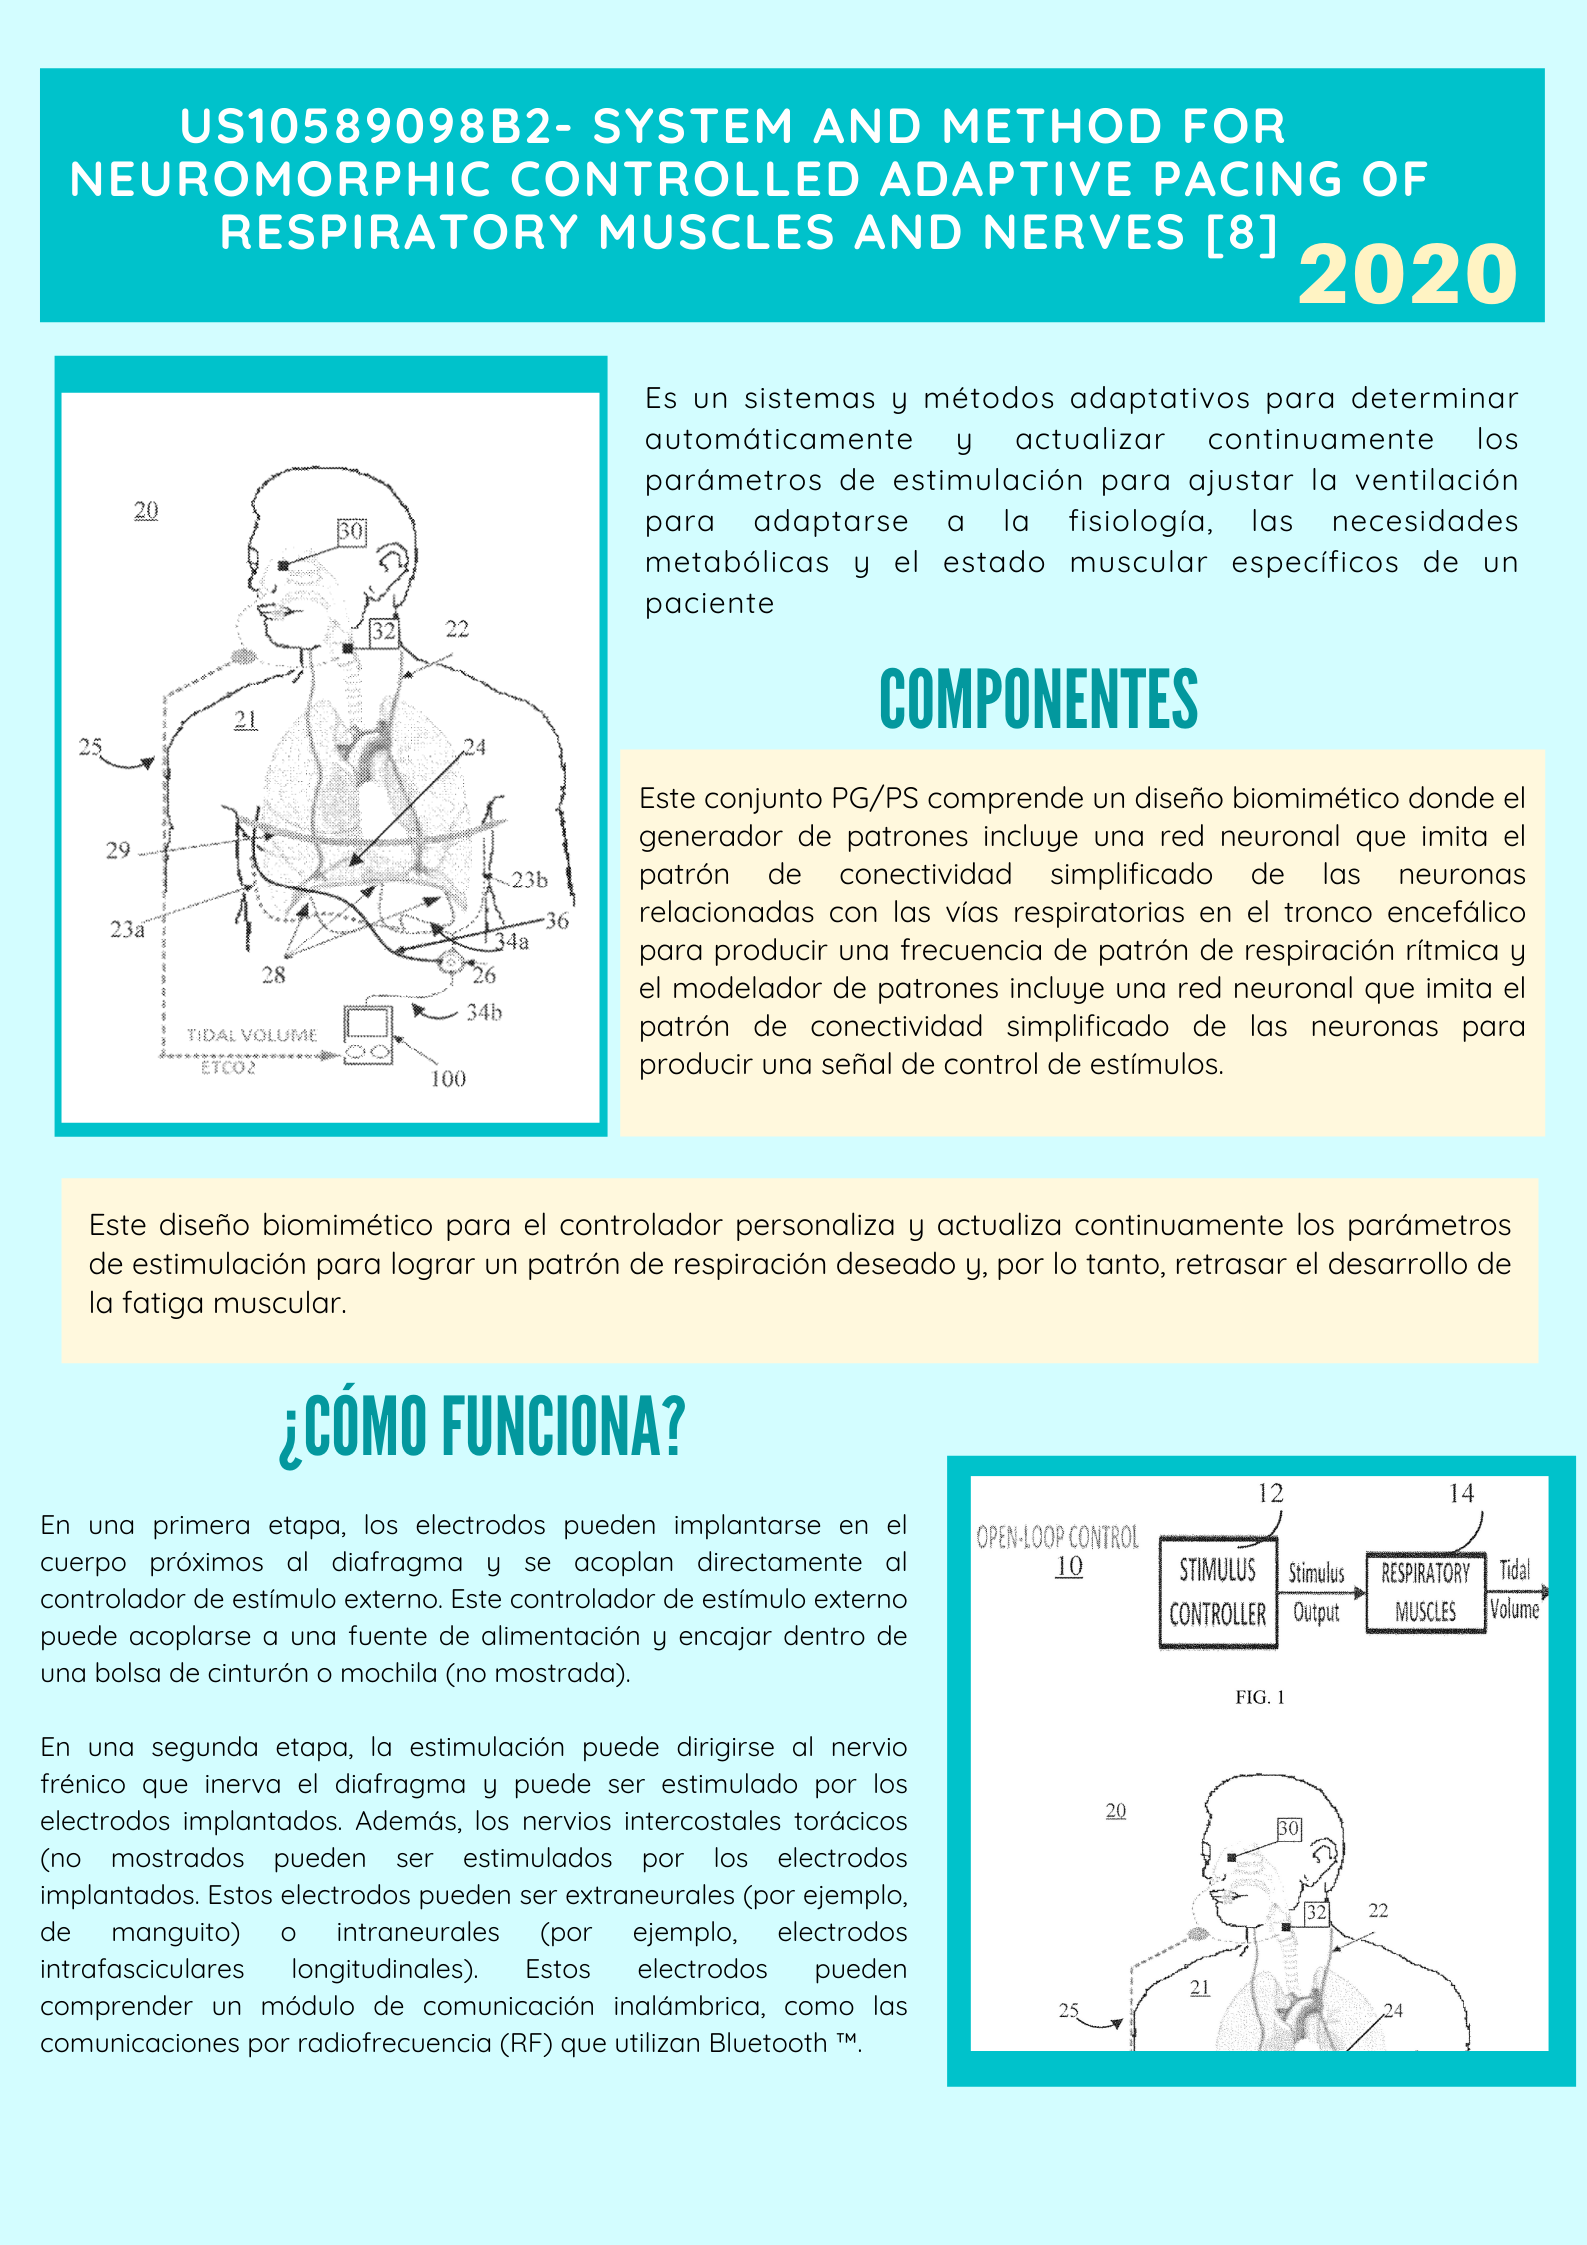 US10589098B2- SYSTEM AND METHOD FOR
NEUROMORPHIC CONTROLLED ADAPTIVE PACING OF
RESPIRATORY MUSCLES AND NERVES [8]
2020
20
30
32
22
21
25
24
29
23b
23a
36
34a
28
26
34b
TIDAL VOLUME
ETCO2
100
Es un sistemas y métodos adaptativos para determinar
automáticamente y actualizar continuamente los
parámetros de estimulación para ajustar la ventilación
para adaptarse a la fisiología, las necesidades
metabólicas y el estado muscular específicos de un
paciente
COMPONENTES
Este conjunto PG/PS comprende un diseño biomimético donde el
generador de patrones incluye una red neuronal que imita el
patrón de conectividad simplificado de las neuronas
relacionadas con las vías respiratorias en el tronco encefálico
para producir una frecuencia de patrón de respiración rítmica y
el modelador de patrones incluye una red neuronal que imita el
patrón de conectividad simplificado de las neuronas para
producir una señal de control de estímulos.
Este diseño biomimético para el controlador personaliza y actualiza continuamente los parámetros
de estimulación para lograr un patrón de respiración deseado y, por lo tanto, retrasar el desarrollo de
la fatiga muscular.
¿CÓMO FUNCIONA?
En una primera etapa, los electrodos pueden implantarse en el
cuerpo próximos al diafragma y se acoplan directamente al
controlador de estímulo externo. Este controlador de estímulo externo
puede acoplarse a una fuente de alimentación y encajar dentro de
una bolsa de cinturón o mochila (no mostrada).
En una segunda etapa, la estimulación puede dirigirse al nervio
frénico que inerva el diafragma y puede ser estimulado por los
electrodos implantados. Además, los nervios intercostales torácicos
(no mostrados pueden ser estimulados por los electrodos
implantados. Estos electrodos pueden ser extraneurales (por ejemplo,
de manguito) o intraneurales (por ejemplo, electrodos
intrafasciculares longitudinales). Estos electrodos pueden
comprender un módulo de comunicación inalámbrica, como las
comunicaciones por radiofrecuencia (RF) que utilizan Bluetooth ™.
12
14
OPEN-LOOP CONTROL
10
STIMULUS
CONTROLLER
Stimulus
Output
RESPIRATORY
MUSCLES
Tidal
Volume
FIG. 1
20
30
32
22
21
25
24